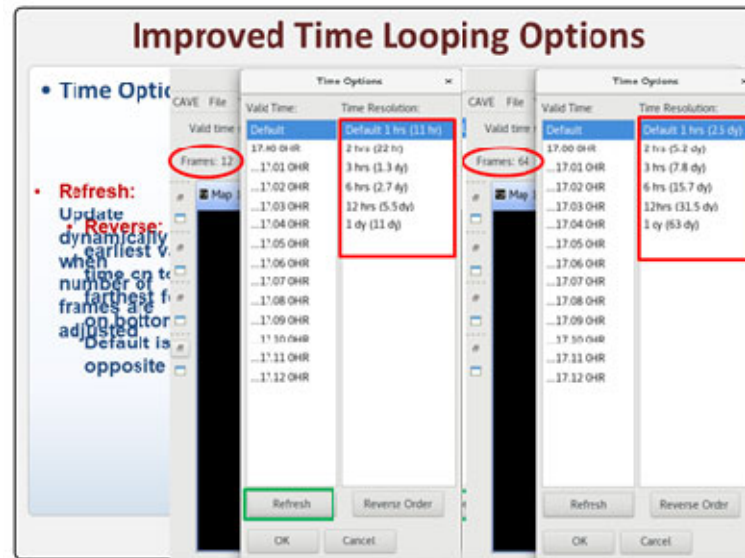 Improved Time Looping Options
• Time Optic
• Refresh:
Update
dynamically
when
number of
frames are
adjusted
• Reverse:
earliest v
time on to
farthest f
on bottom
Default is
opposite
CAVE File
Valid time
Frames: 12
Map
Time Options ×
Valid Time: Time Resolution:
Default Default 1 hrs (11 hr)
17.00 0HR 2 hrs (22 hr)
...17.01 0HR 3 hrs (1.3 dy)
...17.02 0HR 6 hrs (2.7 dy)
...17.03 0HR 12 hrs (5.5 dy)
...17.04 0HR 1 dy (11 dy)
...17.05 0HR
...17.06 0HR
...17.07 0HR
...17.08 0HR
...17.09 0HR
...17.10 0HR
...17.11 0HR
...17.12 0HR
Refresh Reverse Order
OK Cancel
CAVE File
Valid time
Frames: 64
Map
Time Options
Valid Time: Time Resolution:
Default Default 1 hrs (2.5 dy)
17.00 0HR 2 hrs (5.2 dy)
...17.01 0HR 3 hrs (7.8 dy)
...17.02 0HR 6 hrs (15.7 dy)
...17.03 0HR 12hrs (31.5 dy)
...17.04 0HR 1 cy (63 dy)
...17.05 0HR
...17.06 0HR
...17.07 0HR
...17.08 0HR
...17.09 0HR
...17.10 0HR
...17.11 0HR
...17.12 0HR
Refresh Reverse Order
OK Cancel